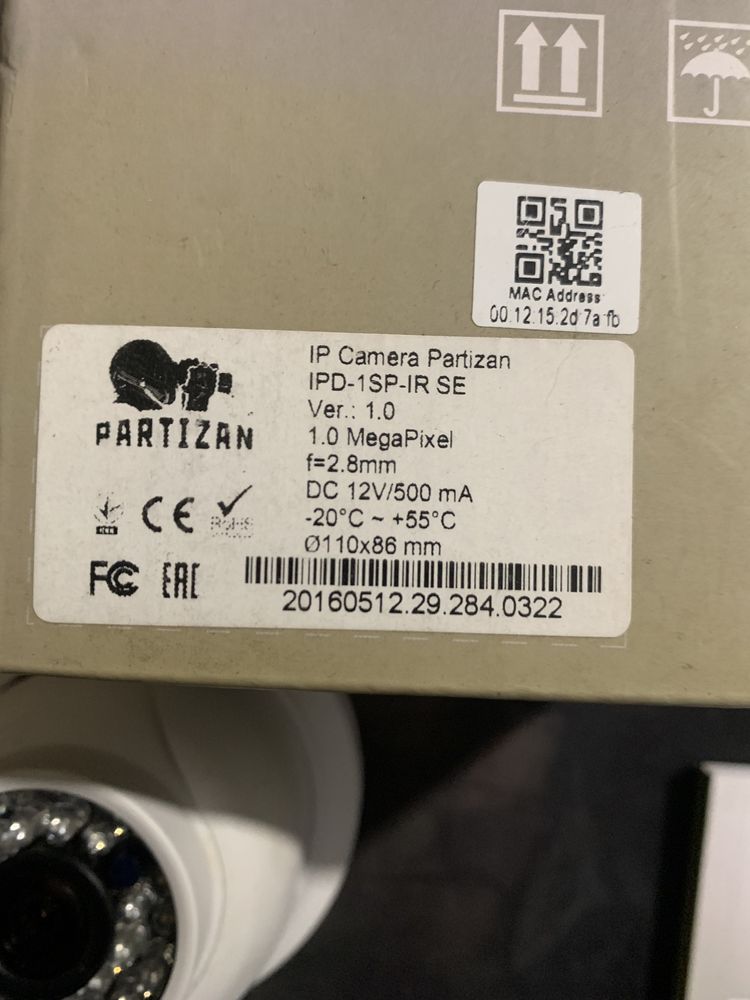 MAC Address
00.12.15.2d 7a fb
IP Camera Partizan
IPD-1SP-IR SE
Ver.: 1.0
1.0 MegaPixel
f=2.8mm
DC 12V/500 mA
-20°C ~ +55°C
Ø110x86 mm
PARTIZAN
CE
RoHS
FC
EAC
20160512.29.284.0322